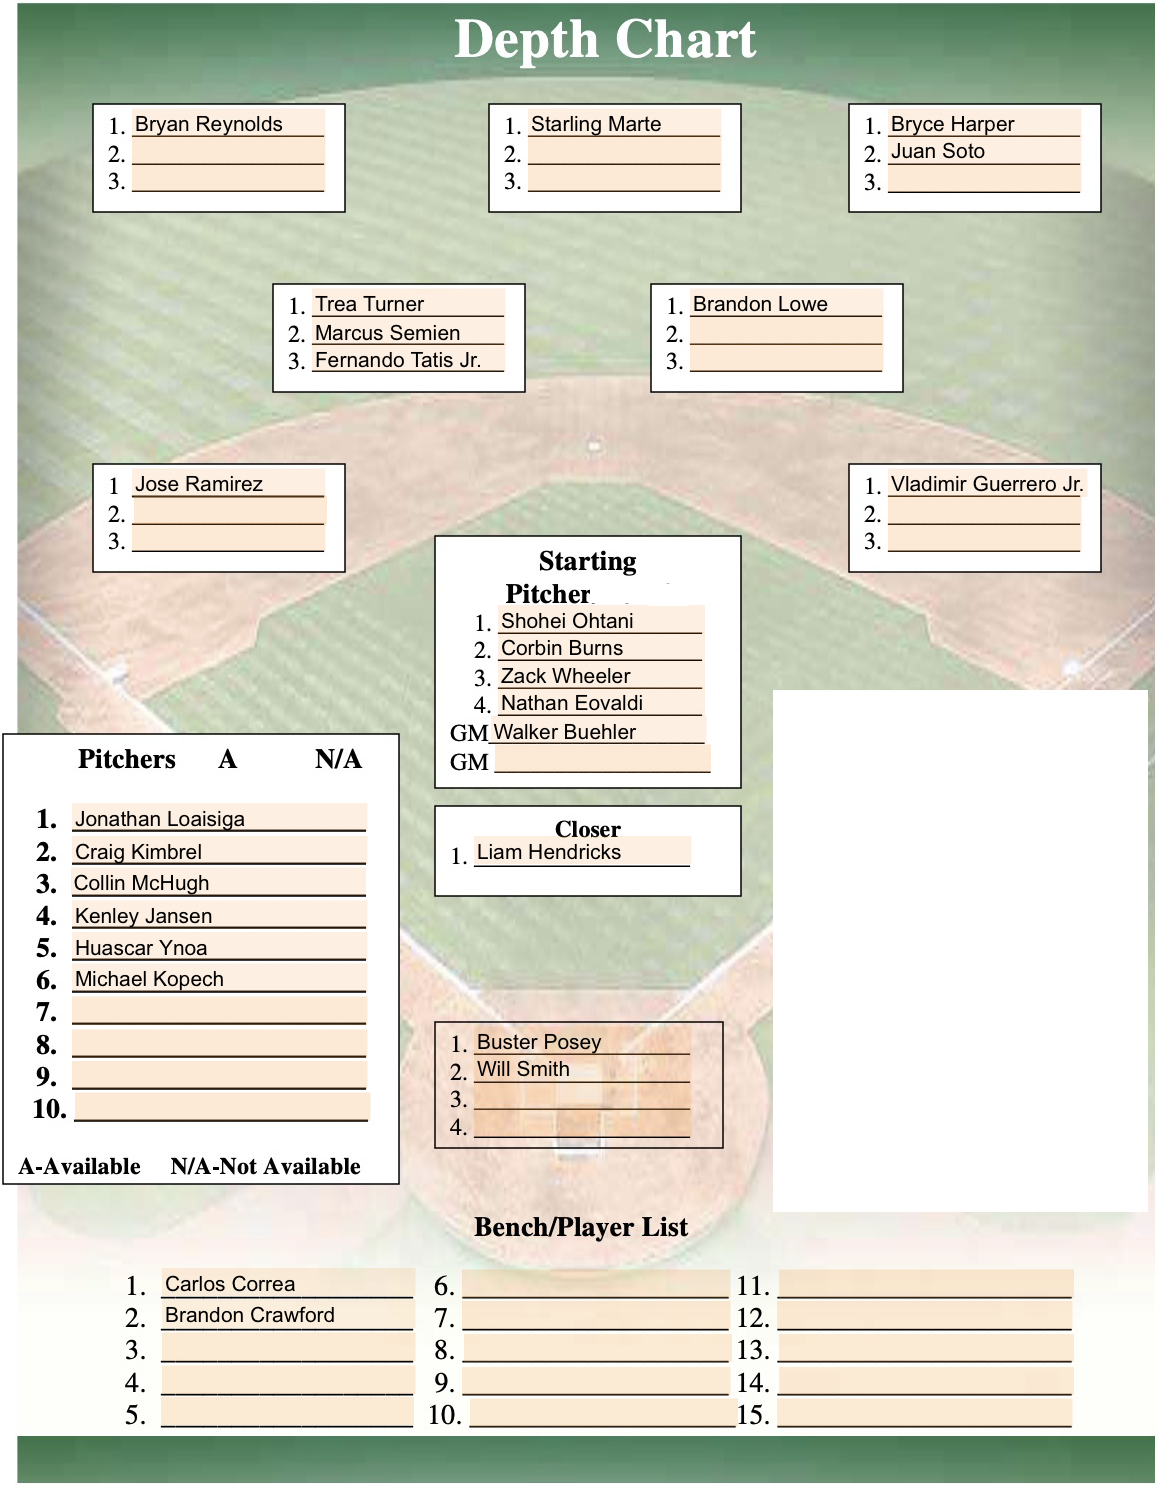 Depth Chart
1. Bryan Reynolds
2.
3.
1. Starling Marte
2.
3.
1. Bryce Harper
2. Juan Soto
3.
1. Trea Turner
2. Marcus Semien
3. Fernando Tatis Jr.
1. Brandon Lowe
2.
3.
1 Jose Ramirez
2.
3.
1. Vladimir Guerrero Jr.
2.
3.
Starting
Pitcher
1. Shohei Ohtani
2. Corbin Burns
3. Zack Wheeler
4. Nathan Eovaldi
GM Walker Buehler
GM
Pitchers A N/A
1. Jonathan Loaisiga
2. Craig Kimbrel
3. Collin McHugh
4. Kenley Jansen
5. Huascar Ynoa
6. Michael Kopech
7.
8.
9.
10.
A-Available N/A-Not Available
Closer
1. Liam Hendricks
1. Buster Posey
2. Will Smith
3.
4.
Bench/Player List
1. Carlos Correa
2. Brandon Crawford
3.
4.
5.
6.
7.
8.
9.
10.
11.
12.
13.
14.
15.